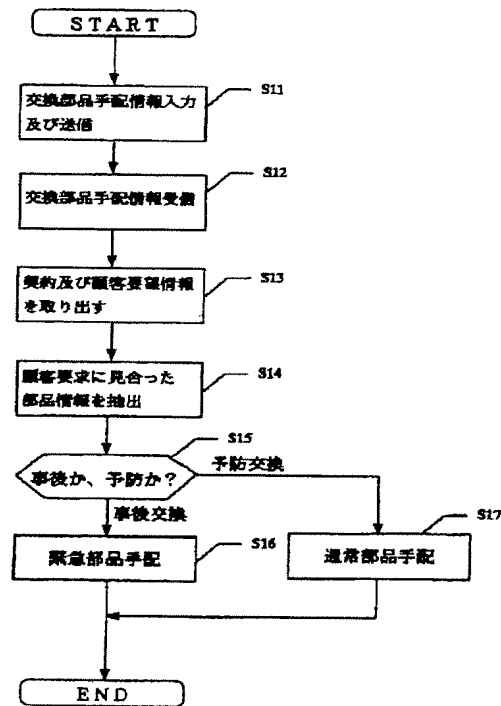 START
交換部品手配情報入力
及び送信
S11
交換部品手配情報受信
S12
契約及び顧客要望情報
を取り出す
S13
顧客要求に見合った
部品情報を抽出
S14
S15
事後か、予防か?
予防交換
事後交換
S16
緊急部品手配
S17
通常部品手配
END